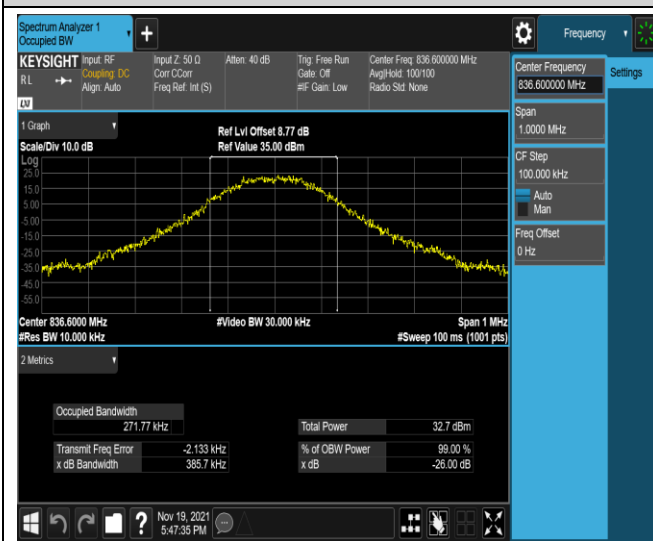 Spectrum Analyzer 1
Occupied BW
Frequency
KEYSIGHT
RL
LXI
Input: RF
Coupling: DC
Align: Auto
Input Z: 50 Ω
Corr CCorr
Freq Ref: Int (S)
Atten: 40 dB
Trig: Free Run
Gate: Off
#IF Gain: Low
Center Freq: 836.600000 MHz
Avg|Hold: 100/100
Radio Std: None
Center Frequency
836.600000 MHz
Settings
Span
1.0000 MHz
CF Step
100.000 kHz
Auto
Man
Freq Offset
0 Hz
1 Graph
Scale/Div 10.0 dB
Ref Lvl Offset 8.77 dB
Ref Value 35.00 dBm
Log
25.0
15.0
5.00
-5.00
-15.0
-25.0
-35.0
-45.0
-55.0
Center 836.6000 MHz
#Video BW 30.000 kHz
Span 1 MHz
#Res BW 10.000 kHz
#Sweep 100 ms (1001 pts)
2 Metrics
Occupied Bandwidth
271.77 kHz
Total Power 32.7 dBm
Transmit Freq Error -2.133 kHz
% of OBW Power 99.00 %
x dB Bandwidth 385.7 kHz
x dB -26.00 dB
?
Nov 19, 2021
5:47:35 PM